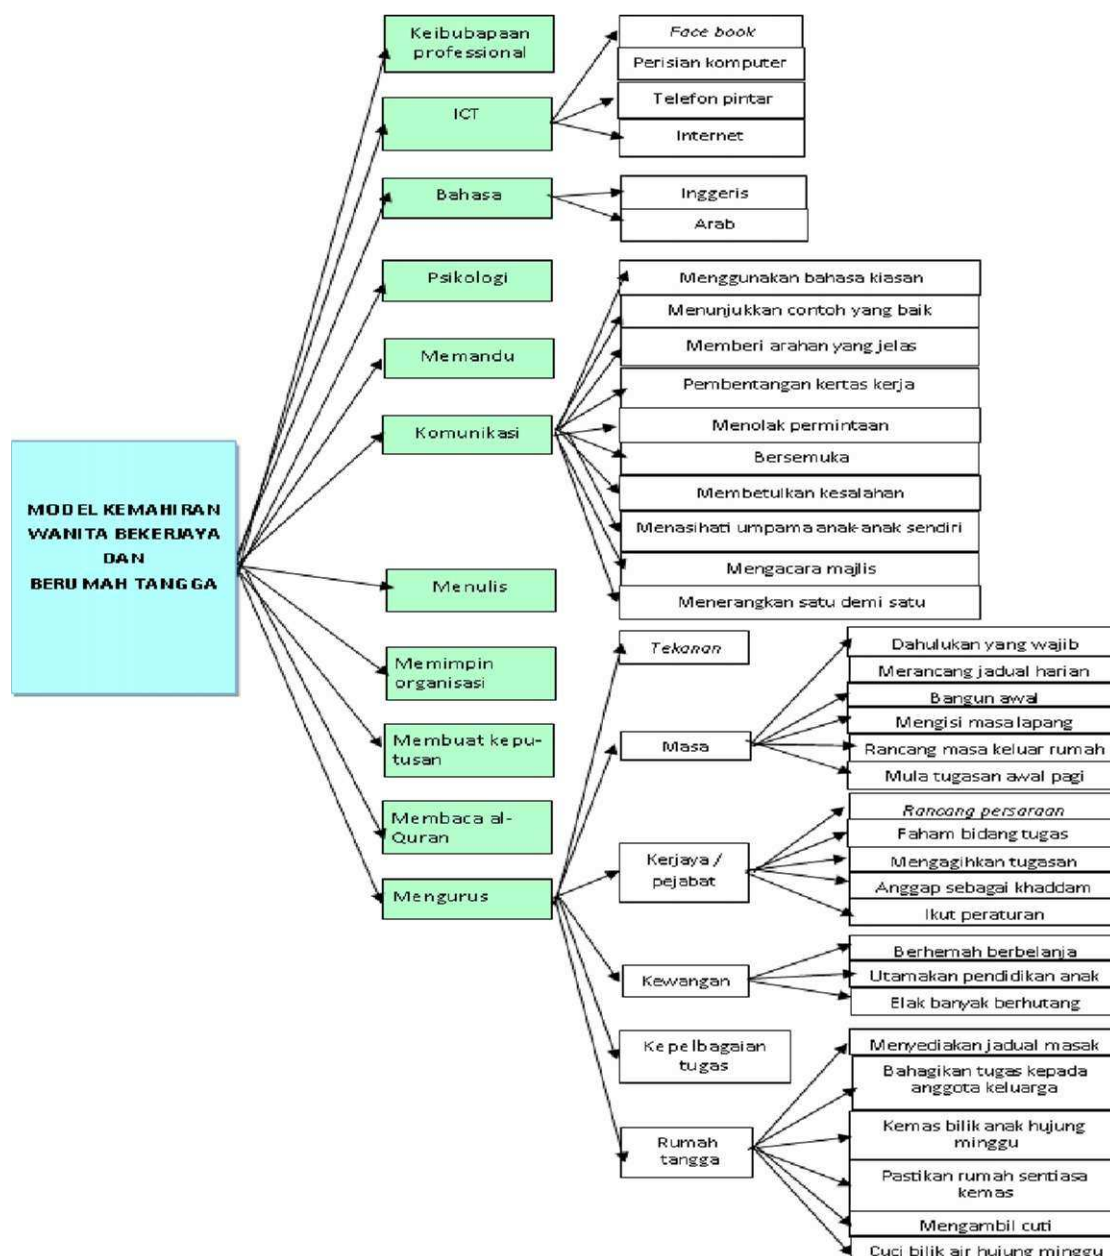 MODEL KEMAHIRAN
WANITA BEKERJAYA
DAN
BERUMAH TANGGA
Keibubapaan
professional
ICT
Face book
Perisian komputer
Telefon pintar
Internet
Bahasa
Inggeris
Arab
Psikologi
Memandu
Komunikasi
Menggunakan bahasa kiasan
Menunjukkan contoh yang baik
Memberi arahan yang jelas
Pembentangan kertas kerja
Menolak permintaan
Bersemuka
Membetulkan kesalahan
Menasihati umpama anak-anak sendiri
Mengacara majlis
Menerangkan satu demi satu
Menulis
Memimpin
organisasi
Membuat kepu-
tusan
Membaca al-
Quran
Mengurus
Tekanan
Masa
Dahulukan yang wajib
Merancang jadual harian
Bangun awal
Mengisi masa lapang
Rancang masa keluar rumah
Mula tugasan awal pagi
Kerjaya /
pejabat
Rancang persaraan
Faham bidang tugas
Mengagihkan tugasan
Anggap sebagai khaddam
Ikut peraturan
Kewangan
Berhemah berbelanja
Utamakan pendidikan anak
Elak banyak berhutang
Kepelbagaian
tugas
Rumah
tangga
Menyediakan jadual masak
Bahagikan tugas kepada
anggota keluarga
Kemas bilik anak hujung
minggu
Pastikan rumah sentiasa
kemas
Mengambil cuti
Cuci bilik air hujung minggu